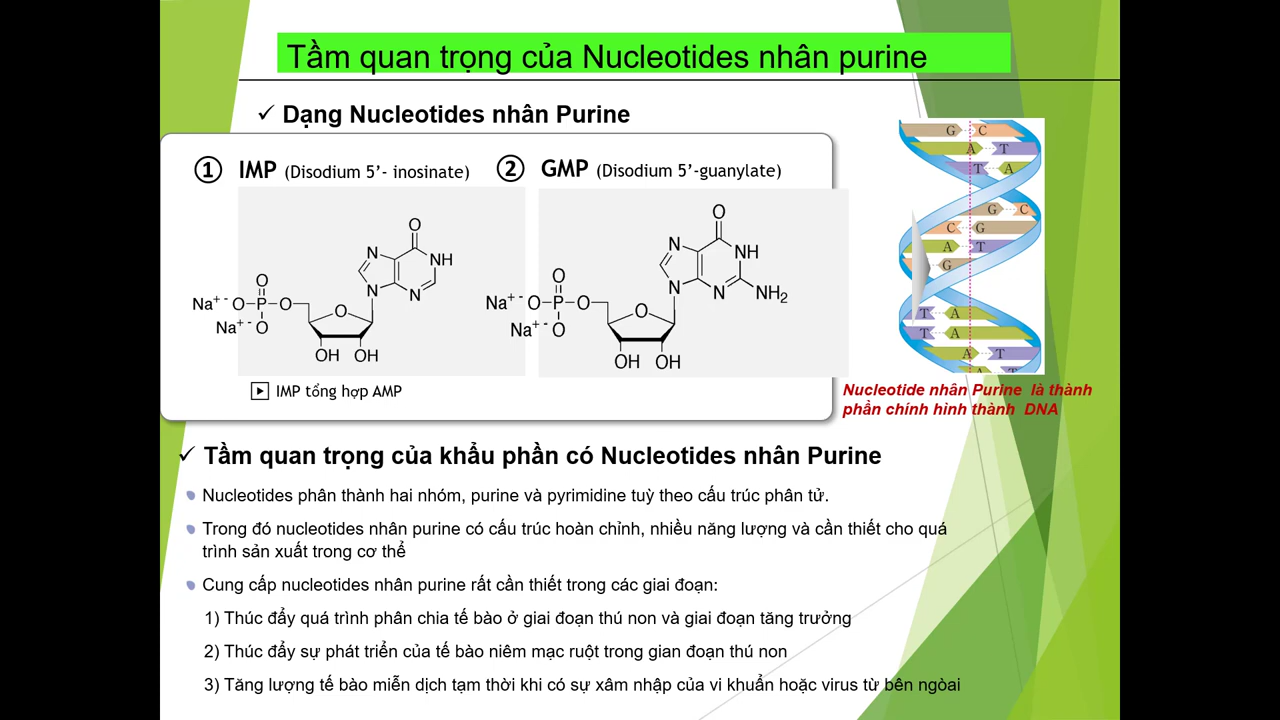 Tầm quan trọng của Nucleotides nhân purine
✓ Dạng Nucleotides nhân Purine
① IMP (Disodium 5’- inosinate) ② GMP (Disodium 5’-guanylate)
O
N
NH
N
N
O
Na⁺ ⁻O–P–O
Na⁺⁻O
O
OH OH
O
N
NH
N
N
NH₂
O
Na⁺ ⁻O–P–O
Na⁺⁻O
O
OH OH
IMP tổng hợp AMP
G C
A T
T A
G C
C G
A T
G
T A
T A
A T
A T
Nucleotide nhân Purine là thành
phần chính hình thành DNA
✓ Tầm quan trọng của khẩu phần có Nucleotides nhân Purine
Nucleotides phân thành hai nhóm, purine và pyrimidine tuỳ theo cấu trúc phân tử.
Trong đó nucleotides nhân purine có cấu trúc hoàn chỉnh, nhiều năng lượng và cần thiết cho quá
trình sản xuất trong cơ thể
Cung cấp nucleotides nhân purine rất cần thiết trong các giai đoạn:
1) Thúc đẩy quá trình phân chia tế bào ở giai đoạn thú non và giai đoạn tăng trưởng
2) Thúc đẩy sự phát triển của tế bào niêm mạc ruột trong gian đoạn thú non
3) Tăng lượng tế bào miễn dịch tạm thời khi có sự xâm nhập của vi khuẩn hoặc virus từ bên ngòai